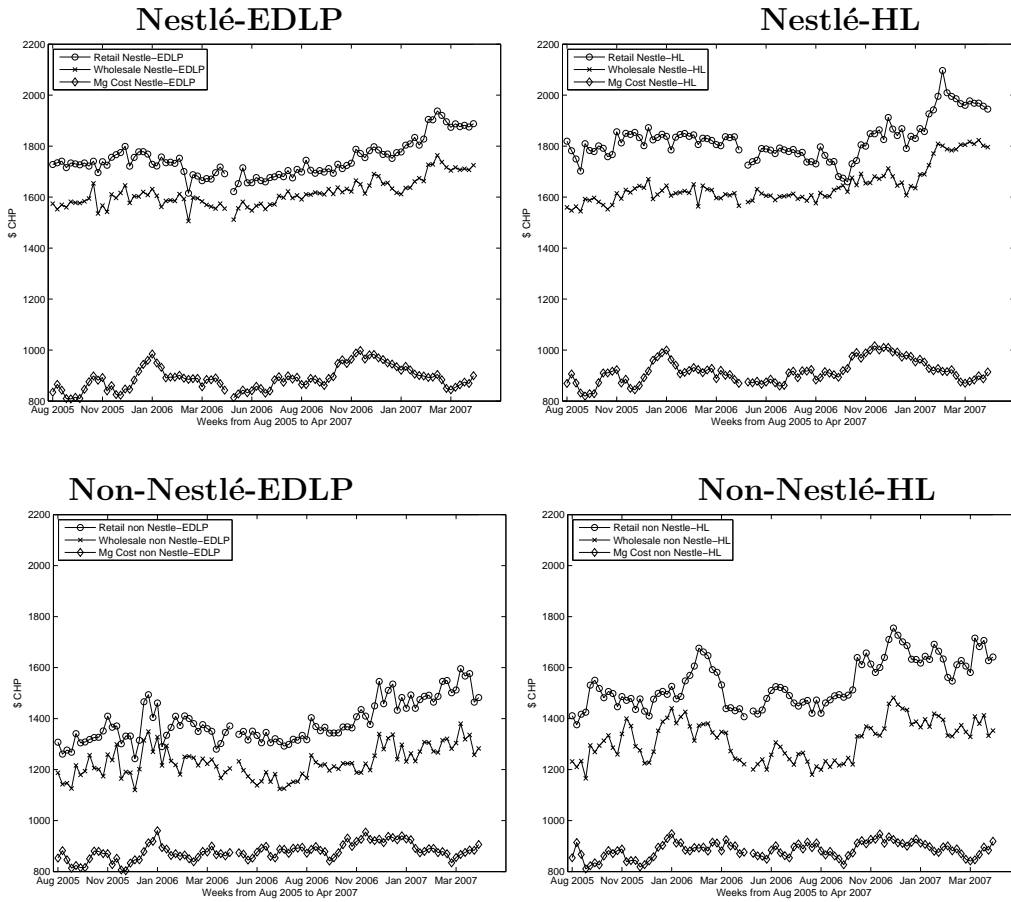 Nestlé-EDLP
2200
2000
1800
1600
1400
1200
1000
800
$ CHP
Retail Nestle−EDLP
Wholesale Nestle−EDLP
Mg Cost Nestle−EDLP
Aug 2005 Nov 2005 Jan 2006 Mar 2006 Jun 2006 Aug 2006 Nov 2006 Jan 2007 Mar 2007
Weeks from Aug 2005 to Apr 2007
Nestlé-HL
2200
2000
1800
1600
1400
1200
1000
800
$ CHP
Retail Nestle−HL
Wholesale Nestle−HL
Mg Cost Nestle−HL
Aug 2005 Nov 2005 Jan 2006 Mar 2006 Jun 2006 Aug 2006 Nov 2006 Jan 2007 Mar 2007
Weeks from Aug 2005 to Apr 2007
Non-Nestlé-EDLP
2200
2000
1800
1600
1400
1200
1000
800
$ CHP
Retail non Nestle−EDLP
Wholesale non Nestle−EDLP
Mg Cost non Nestle−EDLP
Aug 2005 Nov 2005 Jan 2006 Mar 2006 Jun 2006 Aug 2006 Nov 2006 Jan 2007 Mar 2007
Weeks from Aug 2005 to Apr 2007
Non-Nestlé-HL
2200
2000
1800
1600
1400
1200
1000
800
$ CHP
Retail non Nestle−HL
Wholesale non Nestle−HL
Mg Cost non Nestle−HL
Aug 2005 Nov 2005 Jan 2006 Mar 2006 Jun 2006 Aug 2006 Nov 2006 Jan 2007 Mar 2007
Weeks from Aug 2005 to Apr 2007